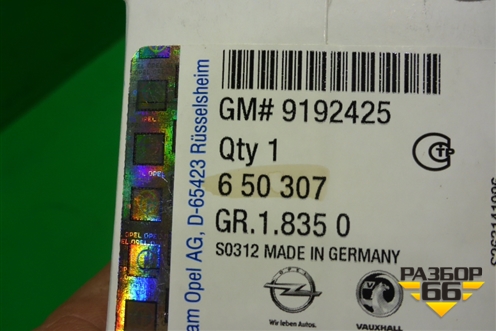 GM# 9192425
Qty 1
6 50 307
GR.1.835 0
S0312 MADE IN GERMANY
Wir leben Autos.
VAUXHALL
am Opel AG, D-65423 Rüsselsheim
OPEL
РАЗБОР
66